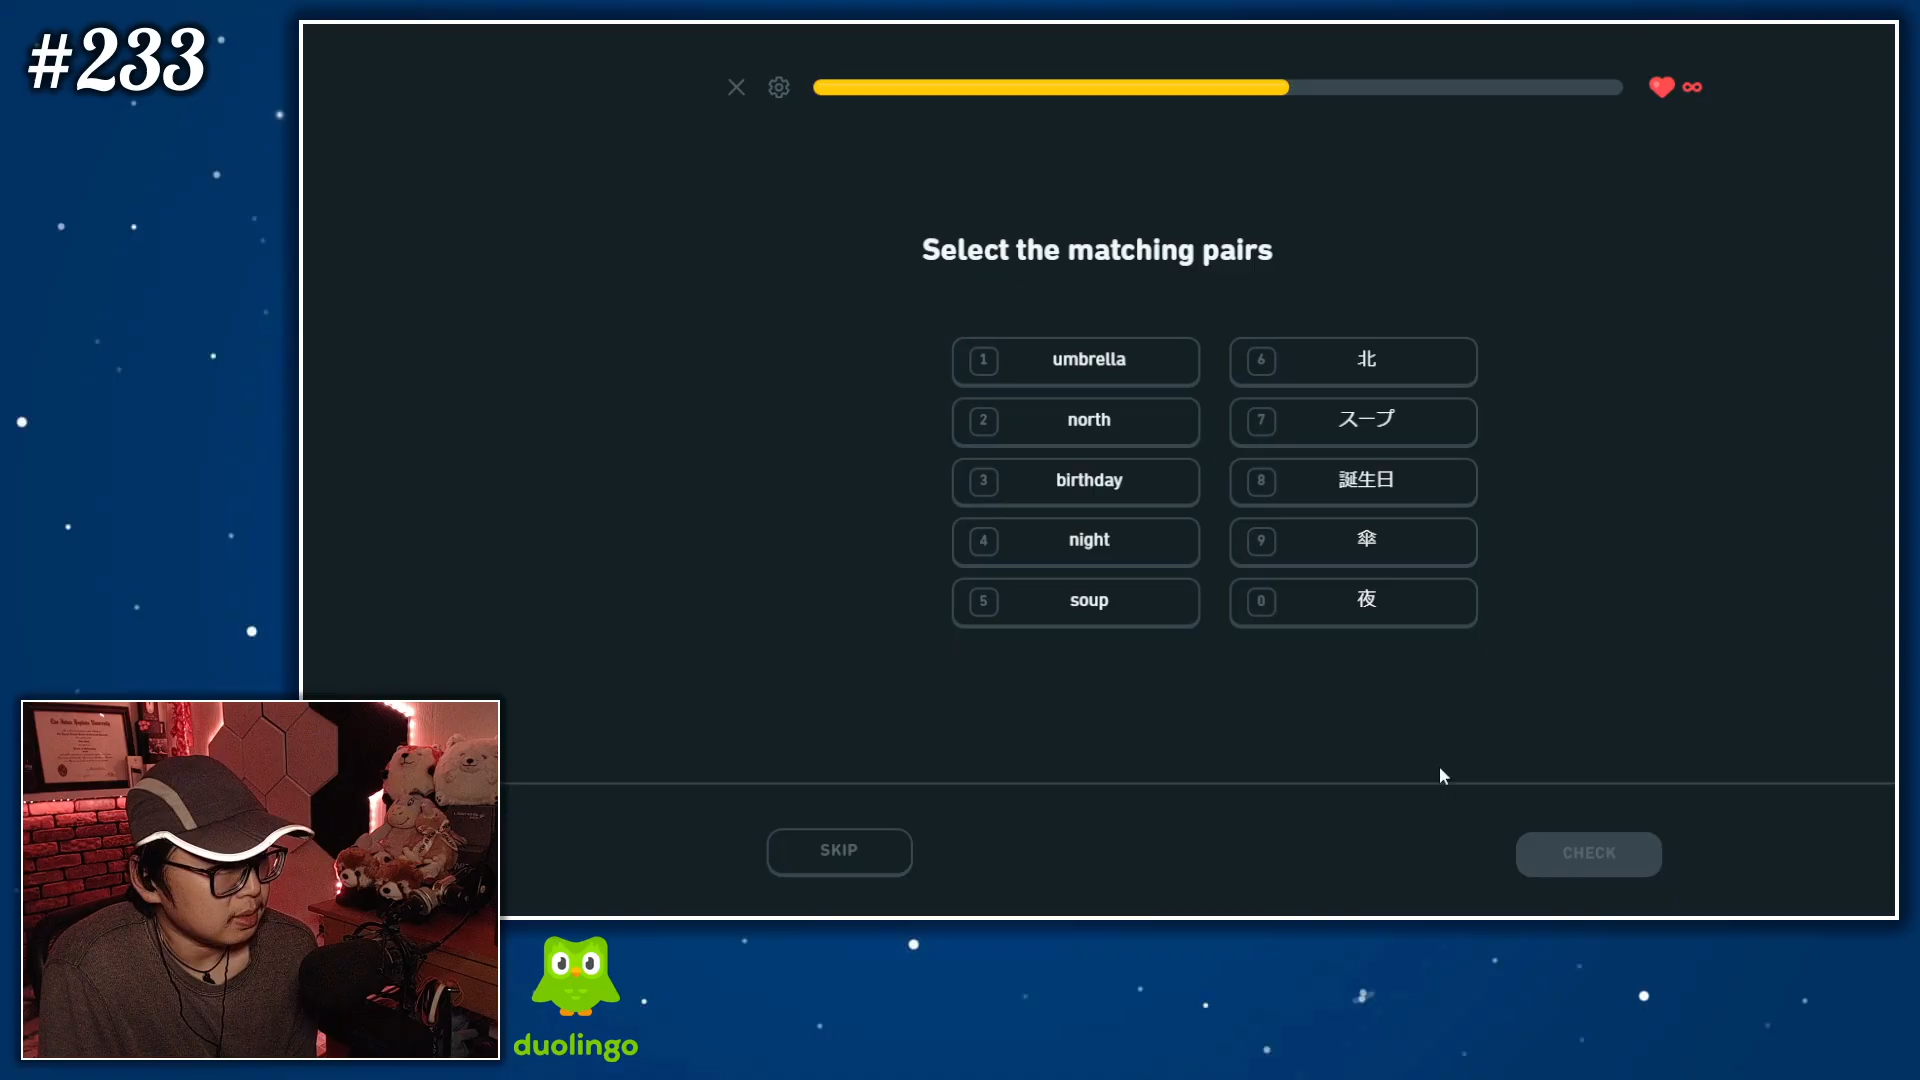 #233
Select the matching pairs
1 umbrella
6 北
2 north
7 スープ
3 birthday
8 誕生日
4 night
9 傘
5 soup
0 夜
SKIP
CHECK
duolingo